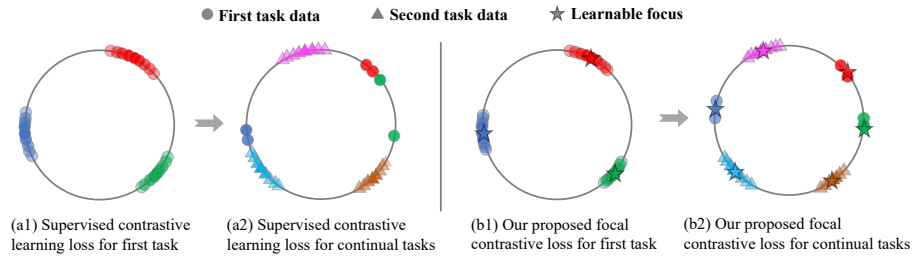 First task data
Second task data
Learnable focus
(a1) Supervised contrastive
learning loss for first task
(a2) Supervised contrastive
learning loss for continual tasks
(b1) Our proposed focal
contrastive loss for first task
(b2) Our proposed focal
contrastive loss for continual tasks